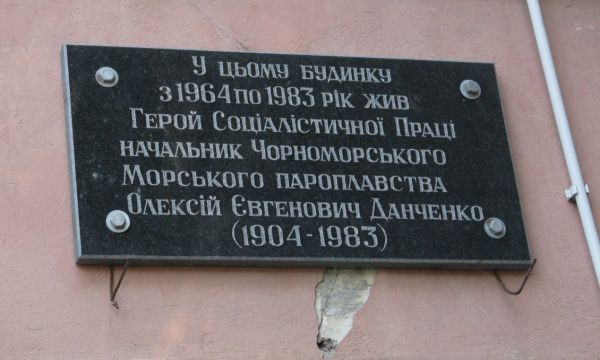 У цьому будинку
з 1964 по 1983 рік жив
Герой Соціалістичної Праці
начальник Чорноморського
Морського пароплавства
Олексій Євгенович Данченко
(1904-1983)